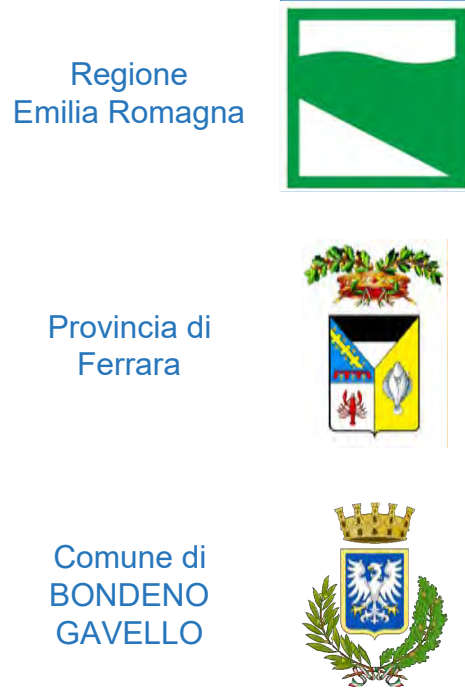 Regione
Emilia Romagna
Provincia di
Ferrara
Comune di
BONDENO
GAVELLO